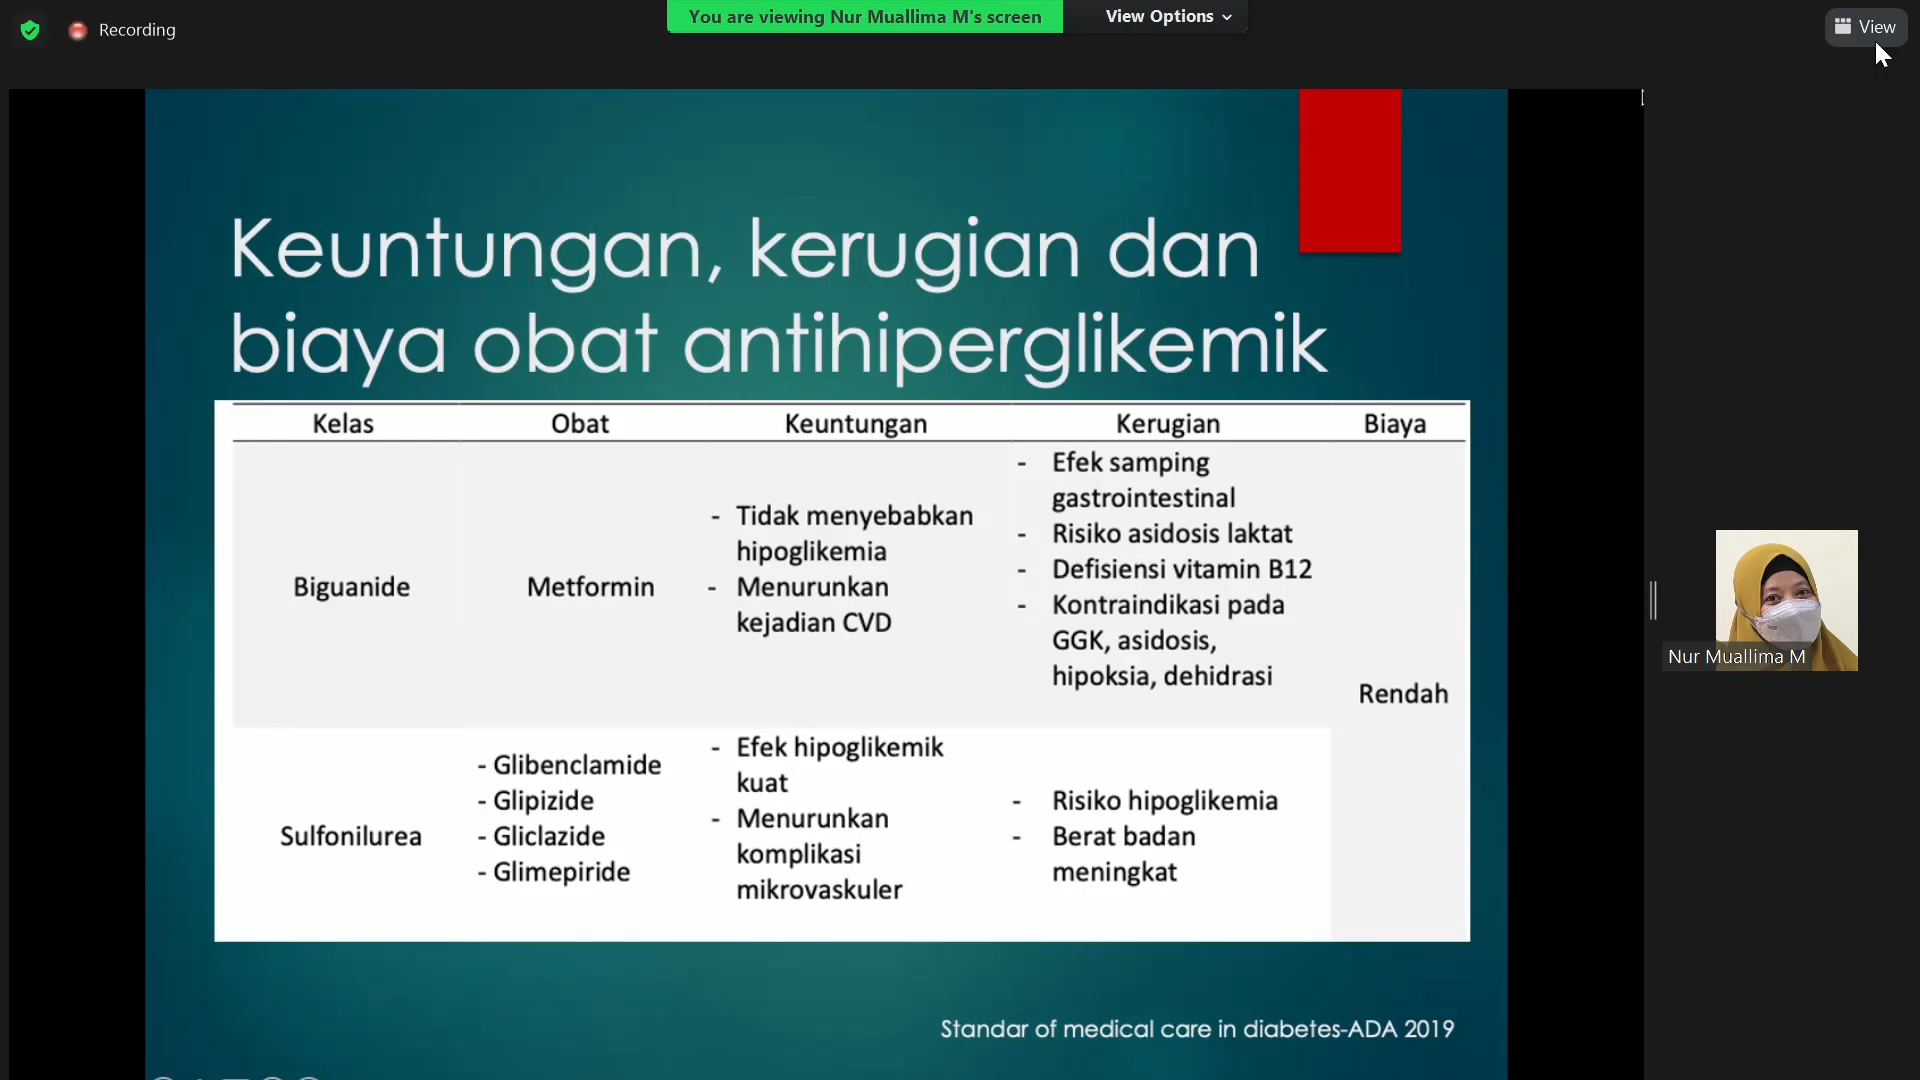 Recording
You are viewing Nur Muallima M's screen
View Options
View
Keuntungan, kerugian dan
biaya obat antihiperglikemik
Kelas Obat Keuntungan Kerugian Biaya
Biguanide
Metformin
- Tidak menyebabkan
hipoglikemia
- Menurunkan
kejadian CVD
- Efek samping
gastrointestinal
- Risiko asidosis laktat
- Defisiensi vitamin B12
- Kontraindikasi pada
GGK, asidosis,
hipoksia, dehidrasi
Rendah
Sulfonilurea
- Glibenclamide
- Glipizide
- Gliclazide
- Glimepiride
- Efek hipoglikemik
kuat
- Menurunkan
komplikasi
mikrovaskuler
- Risiko hipoglikemia
- Berat badan
meningkat
Standar of medical care in diabetes-ADA 2019
Nur Muallima M